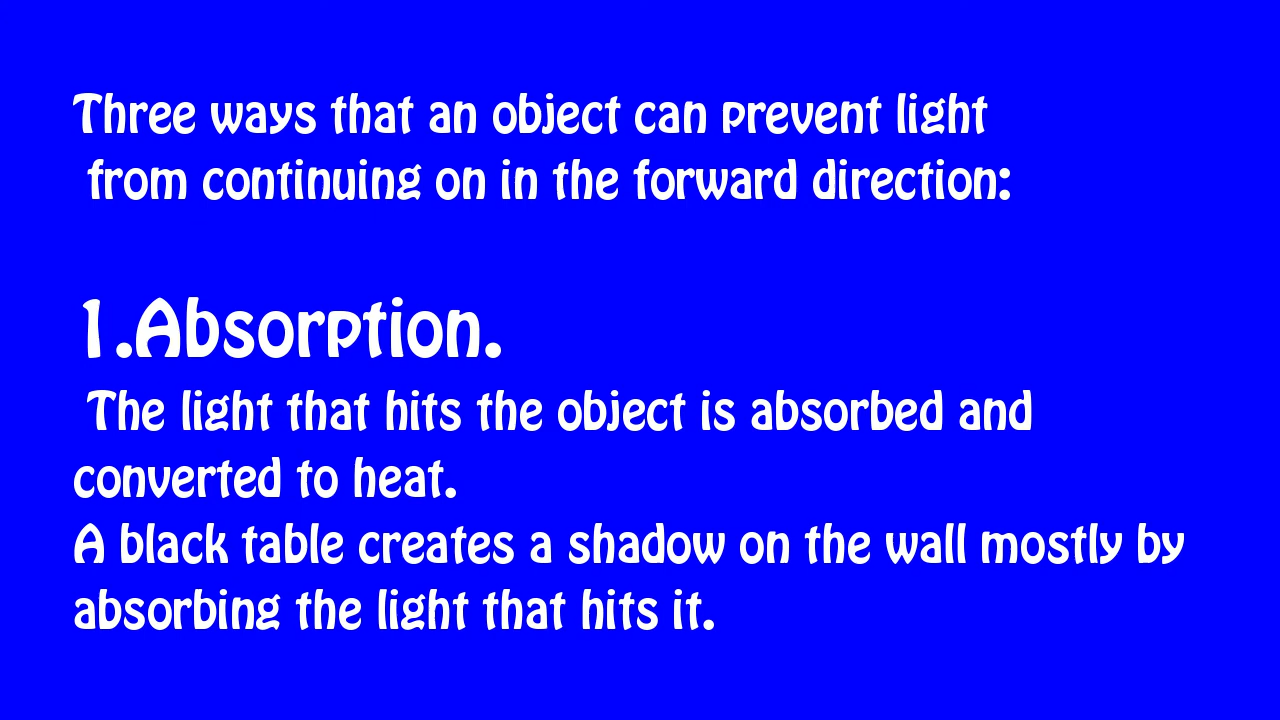 Three ways that an object can prevent light
from continuing on in the forward direction:
1.Absorption.
The light that hits the object is absorbed and
converted to heat.
A black table creates a shadow on the wall mostly by
absorbing the light that hits it.